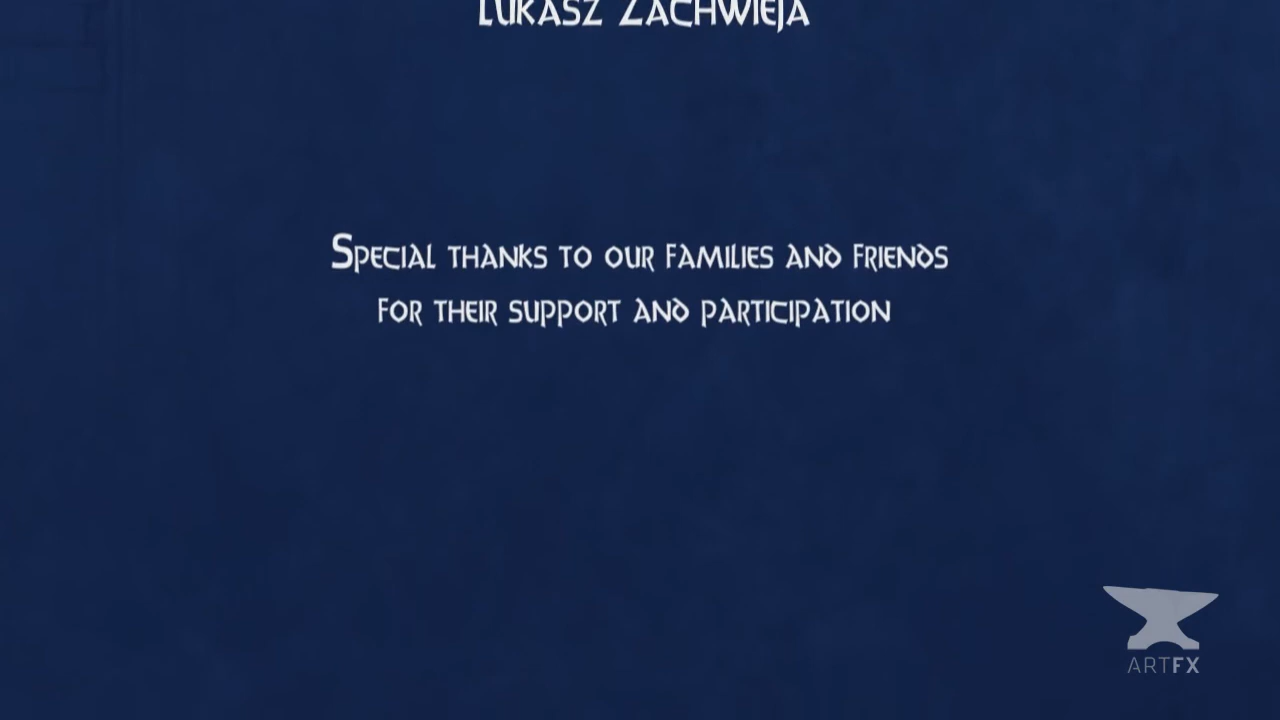 Lukasz Zachwieja
Special thanks to our families and friends
for their support and participation
ARTFX